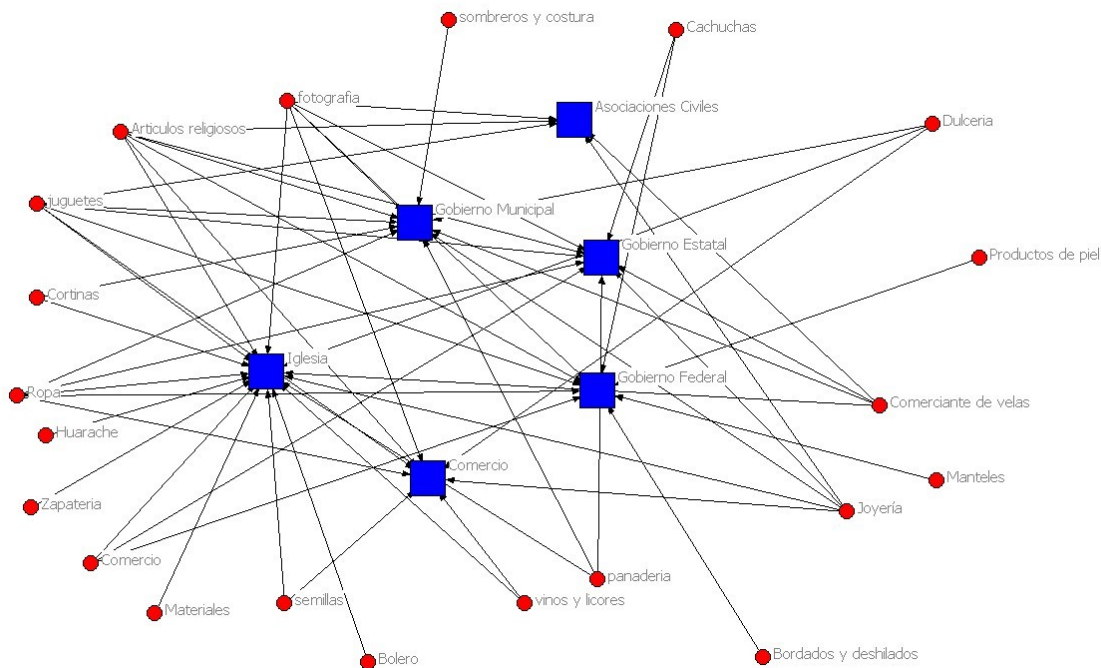 sombreros y costura
Cachuchas
fotografia
Asociaciones Civiles
Articulos religiosos
Dulceria
juguetes
Gobierno Municipal
Gobierno Estatal
Productos de piel
Cortinas
Iglesia
Gobierno Federal
Ropa
Comerciante de velas
Huarache
Comercio
Manteles
Zapateria
Joyería
Comercio
panaderia
Materiales
semillas
vinos y licores
Bolero
Bordados y deshilados